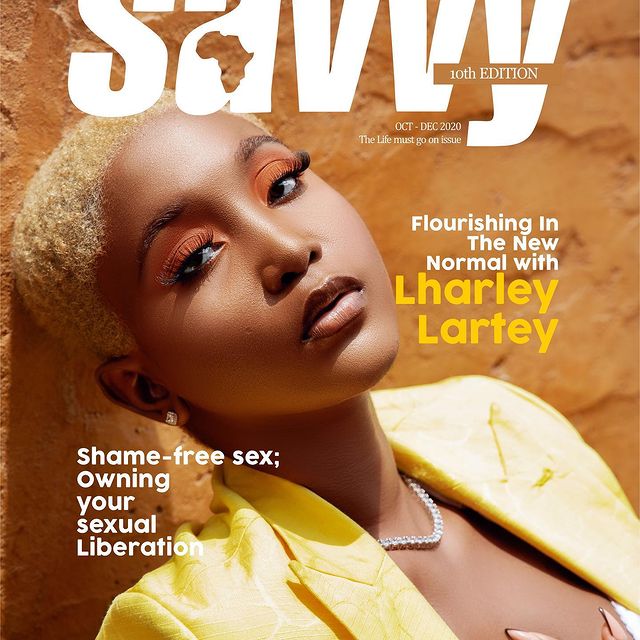 savvy
10th EDITION
OCT - DEC 2020
The Life must go on issue
Flourishing In
The New
Normal with
Lharley
Lartey
Shame-free sex;
Owning
your
sexual
Liberation